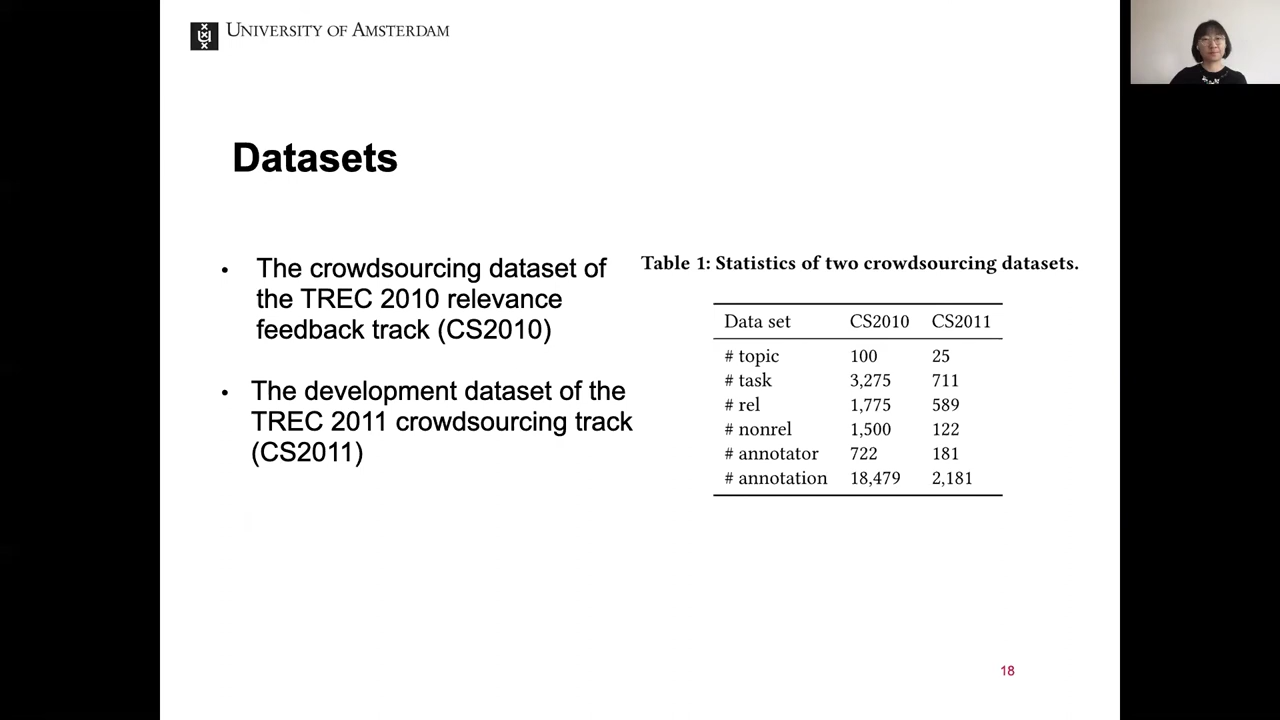 UNIVERSITY OF AMSTERDAM
Datasets
• The crowdsourcing dataset of
the TREC 2010 relevance
feedback track (CS2010)
• The development dataset of the
TREC 2011 crowdsourcing track
(CS2011)
Table 1: Statistics of two crowdsourcing datasets.
Data set CS2010 CS2011
# topic 100 25
# task 3,275 711
# rel 1,775 589
# nonrel 1,500 122
# annotator 722 181
# annotation 18,479 2,181
18